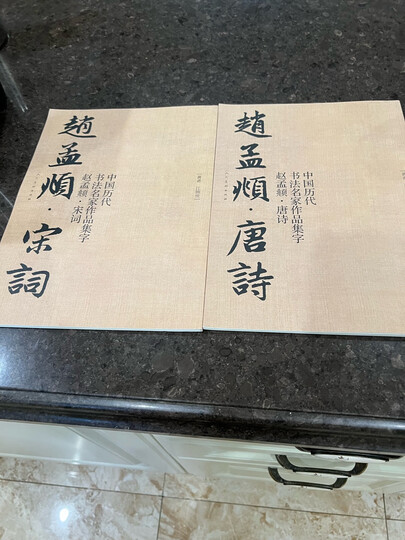 趙孟頫·宋詞
中国历代
书法名家作品集字
赵孟頫·宋词
趙孟頫·唐詩
中国历代
书法名家作品集字
赵孟頫·唐诗